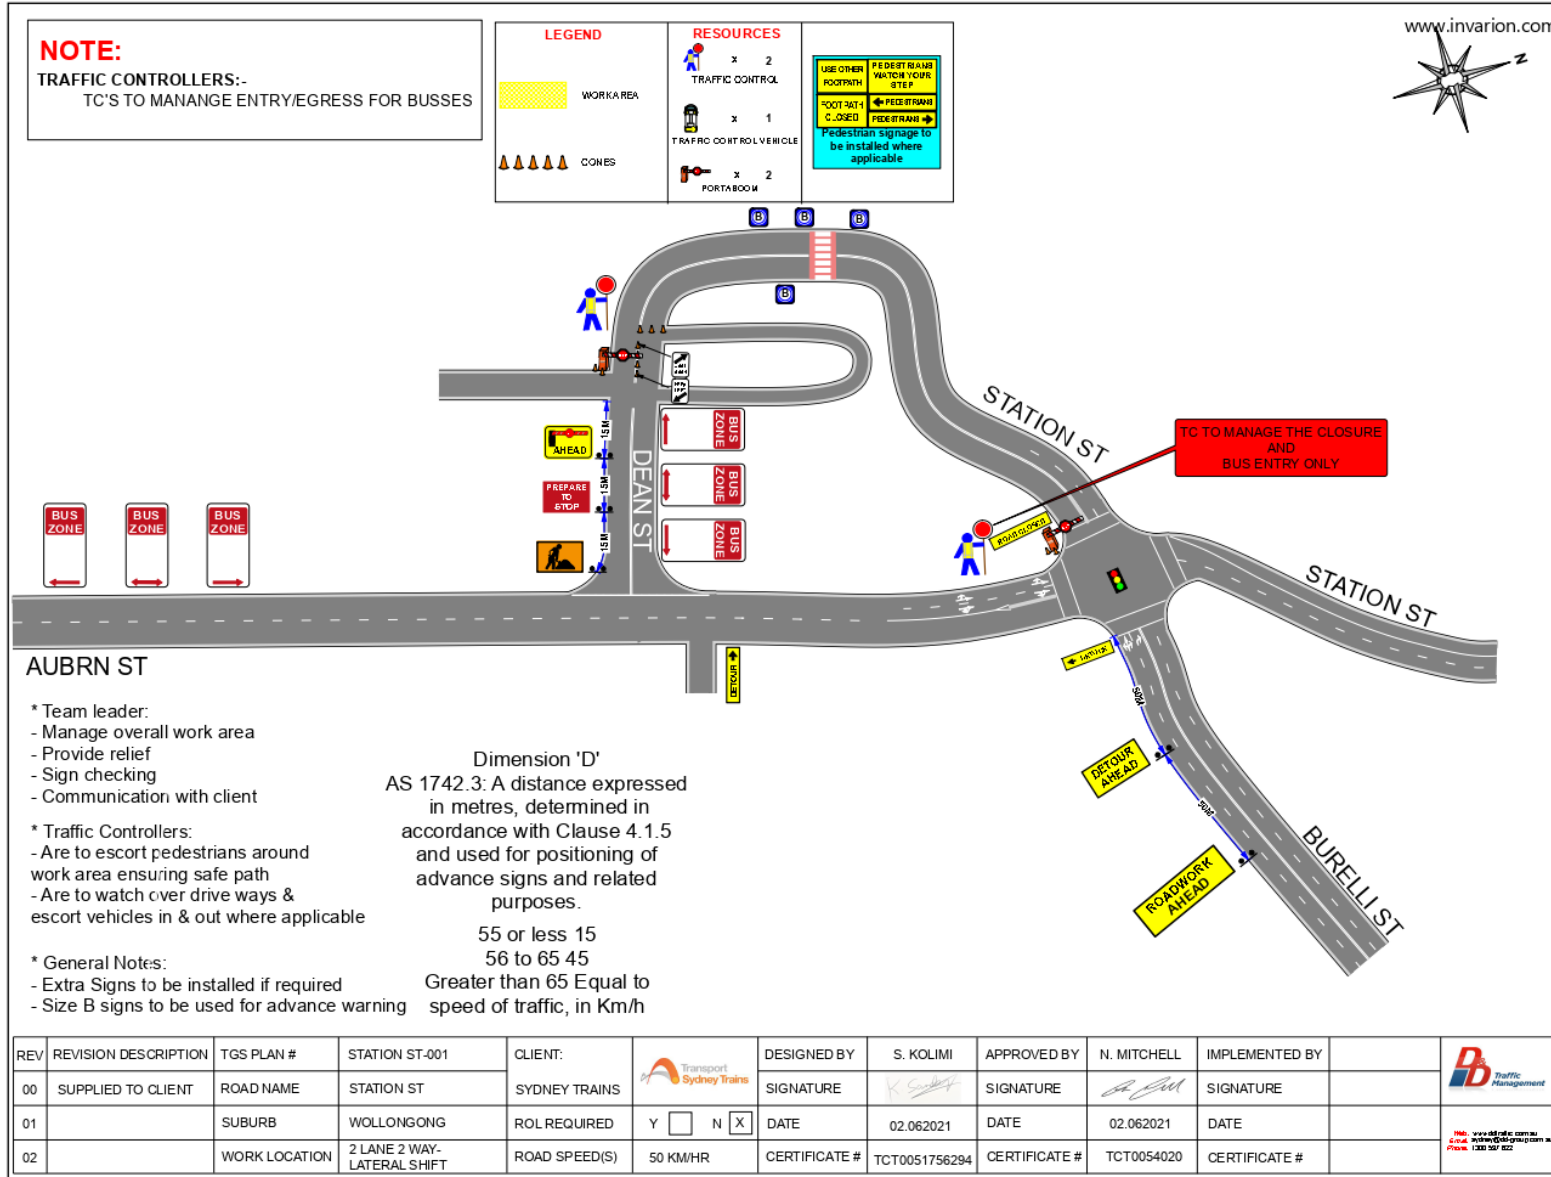 www.invarion.com
NOTE:
TRAFFIC CONTROLLERS:-
TC'S TO MANANGE ENTRY/EGRESS FOR BUSSES
LEGEND
WORKAREA
CONES
RESOURCES
x 2
TRAFFIC CONTROL
x 1
TRAFFIC CONTROL VEHICLE
x 2
PORTABOOM
USE OTHER
FOOTPATH
PEDESTRIANS
WATCH YOUR
STEP
FOOTPATH
CLOSED
PEDESTRIANS
PEDESTRIANS
Pedestrian signage to
be installed where
applicable
N
B
B
B
B
STATION ST
TC TO MANAGE THE CLOSURE
AND
BUS ENTRY ONLY
ROAD CLOSED
15M
AHEAD
15M
PREPARE
TO
STOP
15M
DEAN ST
BUS
ZONE
BUS
ZONE
BUS
ZONE
BUS
ZONE
BUS
ZONE
BUS
ZONE
STATION ST
AUBRN ST
DETOUR
DETOUR
AHEAD
ROADWORK
AHEAD
BURELLI ST
* Team leader:
- Manage overall work area
- Provide relief
- Sign checking
- Communication with client
* Traffic Controllers:
- Are to escort pedestrians around
work area ensuring safe path
- Are to watch over drive ways &
escort vehicles in & out where applicable
* General Notes:
- Extra Signs to be installed if required
- Size B signs to be used for advance warning
Dimension 'D'
AS 1742.3: A distance expressed
in metres, determined in
accordance with Clause 4.1.5
and used for positioning of
advance signs and related
purposes.
55 or less 15
56 to 65 45
Greater than 65 Equal to
speed of traffic, in Km/h
REV REVISION DESCRIPTION TGS PLAN # STATION ST-001 CLIENT: Transport Sydney Trains DESIGNED BY S. KOLIMI APPROVED BY N. MITCHELL IMPLEMENTED BY
00 SUPPLIED TO CLIENT ROAD NAME STATION ST SYDNEY TRAINS SIGNATURE SIGNATURE SIGNATURE
01 SUBURB WOLLONGONG ROL REQUIRED Y N X DATE 02.062021 DATE 02.062021 DATE
02 WORK LOCATION 2 LANE 2 WAY-
LATERAL SHIFT ROAD SPEED(S) 50 KM/HR CERTIFICATE # TCT0051756294 CERTIFICATE # TCT0054020 CERTIFICATE #
D&D Traffic
Management